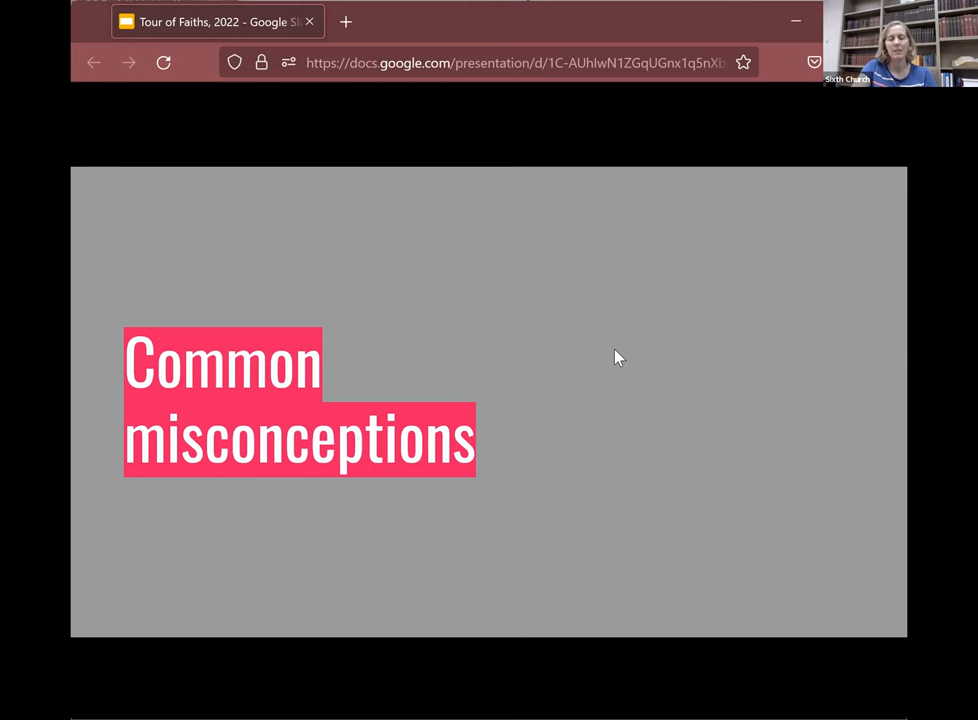 Tour of Faiths, 2022 - Google Sl
https://docs.google.com/presentation/d/1C-AUhIwN1ZGqUGnx1q5nXb
Sixth Church
Common
misconceptions